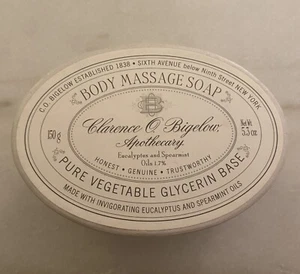 C.O. BIGELOW ESTABLISHED 1838 • SIXTH AVENUE below Ninth Street NEW YORK
BODY MASSAGE SOAP
150 g
CB
Net wt.
5.3 oz
Clarence O. Bigelow,
Apothecary.
Eucalyptus and Spearmint
Oils 1.7%
HONEST • GENUINE • TRUSTWORTHY
PURE VEGETABLE GLYCERIN BASE
MADE WITH INVIGORATING EUCALYPTUS AND SPEARMINT OILS